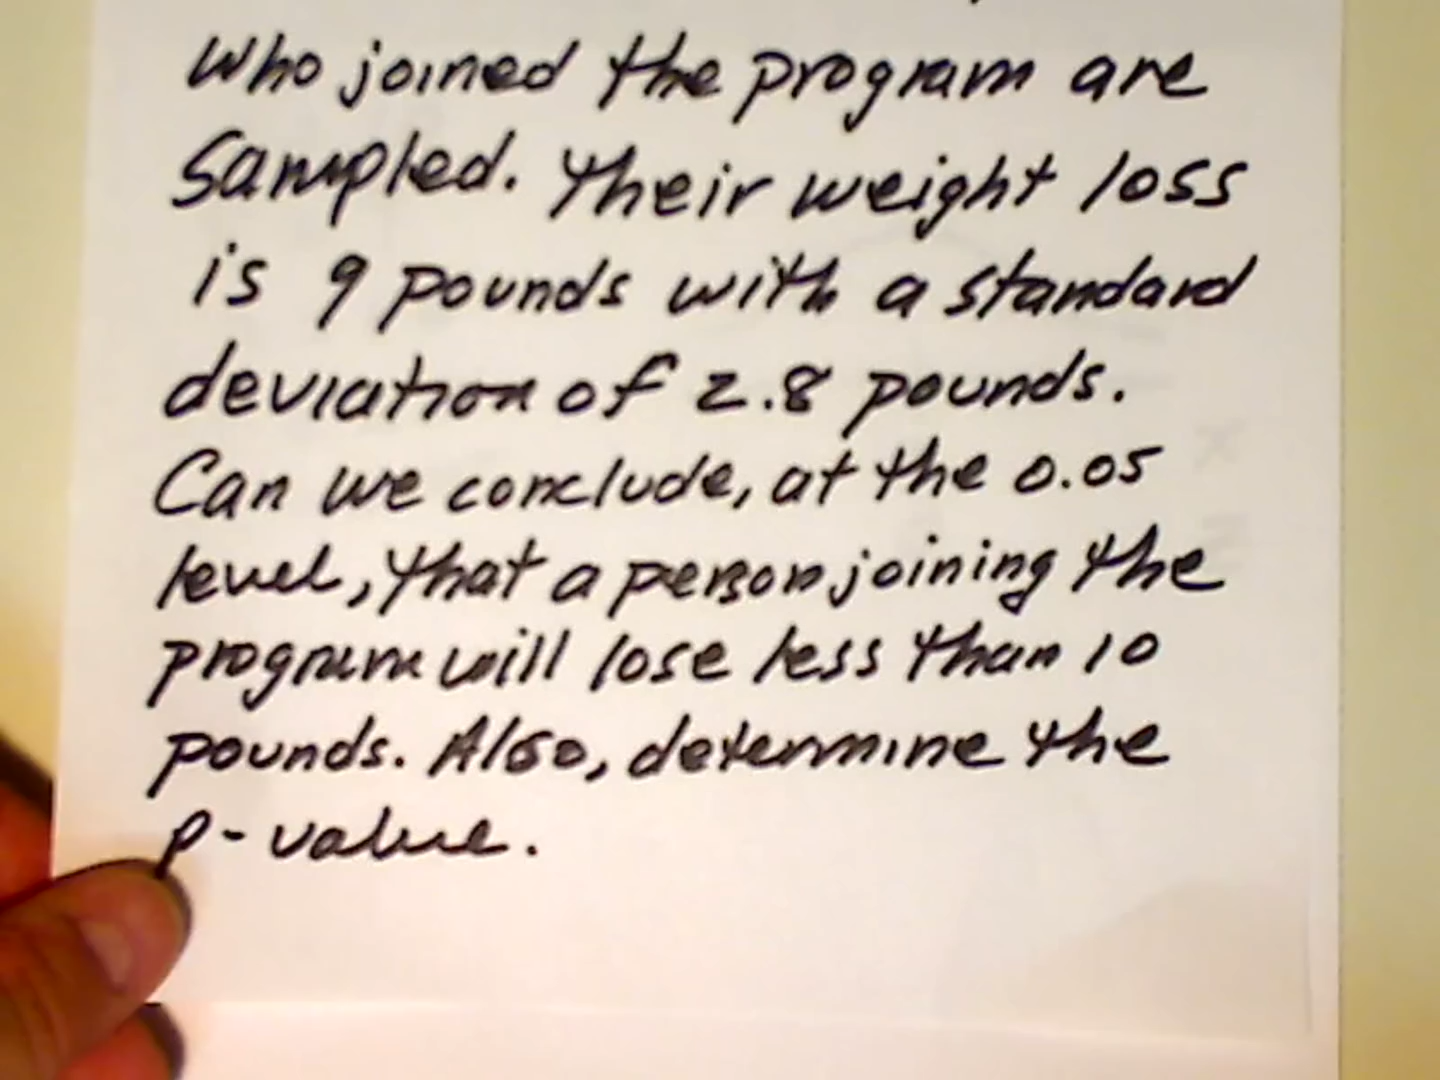 Who joined the program are
Sampled. Their weight loss
is 9 pounds with a standard
deviation of 2.8 pounds.
Can we conclude, at the 0.05
level, that a person joining the
program will lose less than 10
pounds. Also, determine the
p-value.